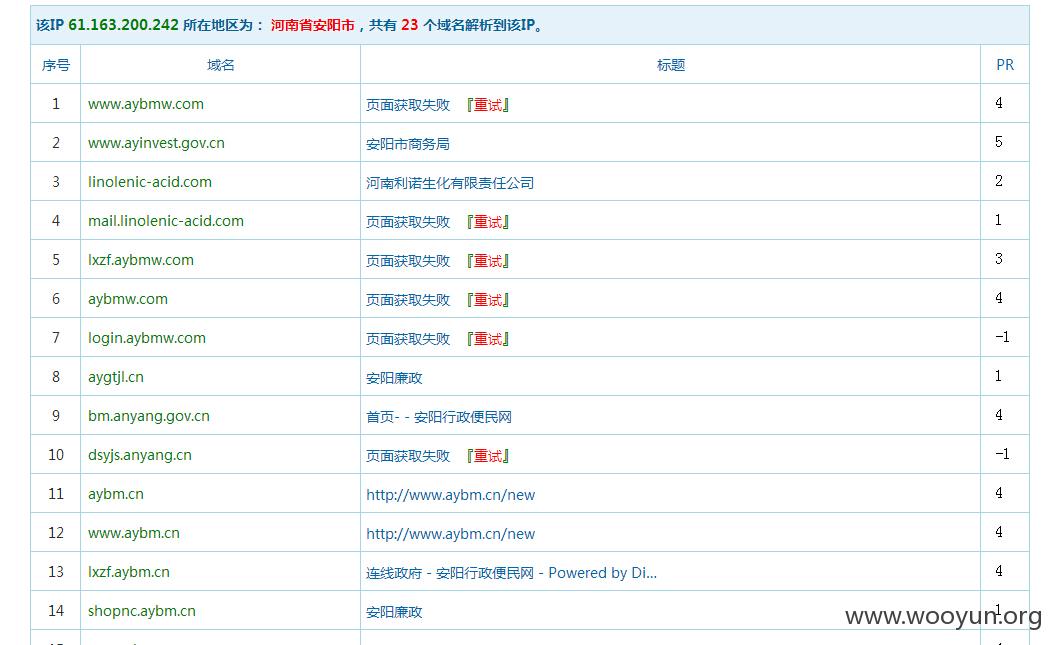 该IP 61.163.200.242 所在地区为： 河南省安阳市，共有 23 个域名解析到该IP。
序号 域名 标题 PR
1 www.aybmw.com 页面获取失败 『重试』 4
2 www.ayinvest.gov.cn 安阳市商务局 5
3 linolenic-acid.com 河南利诺生化有限责任公司 2
4 mail.linolenic-acid.com 页面获取失败 『重试』 1
5 lxzf.aybmw.com 页面获取失败 『重试』 3
6 aybmw.com 页面获取失败 『重试』 4
7 login.aybmw.com 页面获取失败 『重试』 -1
8 aygtjl.cn 安阳廉政 1
9 bm.anyang.gov.cn 首页- - 安阳行政便民网 4
10 dsyjs.anyang.cn 页面获取失败 『重试』 -1
11 aybm.cn http://www.aybm.cn/new 4
12 www.aybm.cn http://www.aybm.cn/new 4
13 lxzf.aybm.cn 连线政府 - 安阳行政便民网 - Powered by Di... 4
14 shopnc.aybm.cn 安阳廉政 1
www.wooyun.org